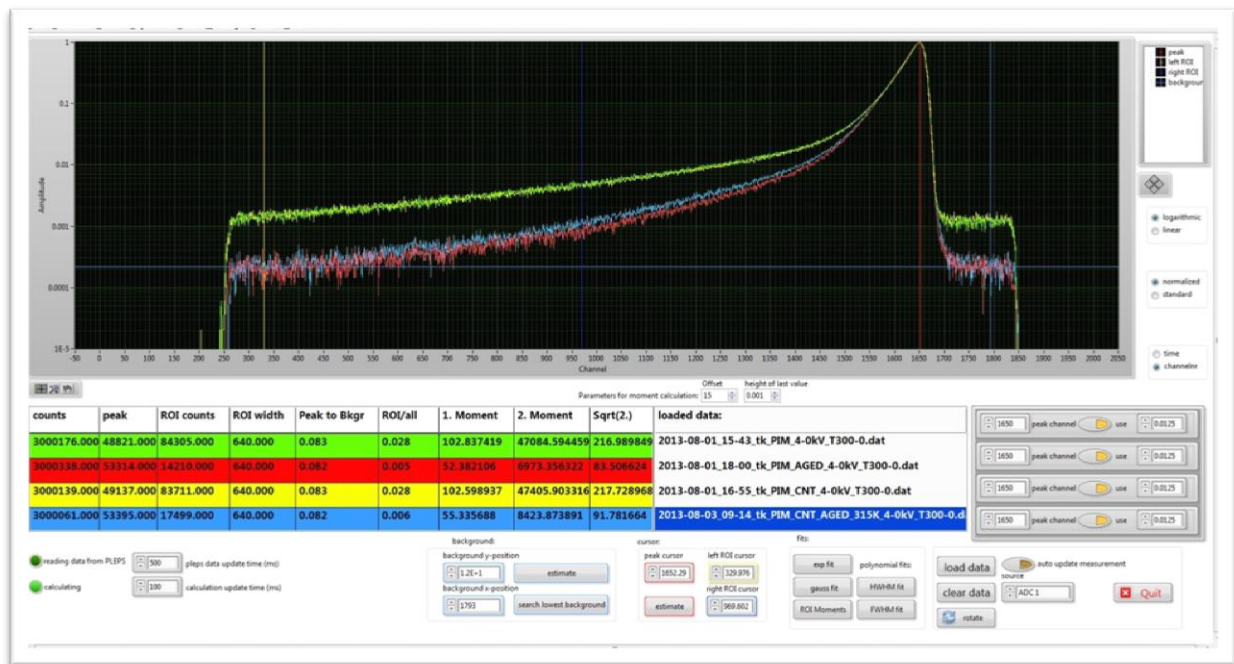 peak
left ROI
right ROI
backgroun
1
0.1
0.01
0.001
0.0001
1E-5
Amplitude
-50 0 50 100 150 200 250 300 350 400 450 500 550 600 650 700 750 800 850 900 950 1000 1050 1100 1150 1200 1250 1300 1350 1400 1450 1500 1550 1600 1650 1700 1750 1800 1850 1900 1950 2000 2050
Channel
logarithmic
linear
normalized
standard
time
channelnr
Offset height of last value
Parameters for moment calculation: 15 0.001
counts peak ROI counts ROI width Peak to Bkgr ROI/all 1. Moment 2. Moment Sqrt(2.) loaded data:
3000176.000 48821.000 84305.000 640.000 0.083 0.028 102.837419 47084.594459 216.989849 2013-08-01_15-43_tk_PIM_4-0kV_T300-0.dat
3000338.000 53314.000 14210.000 640.000 0.082 0.005 52.382106 6973.356322 83.506624 2013-08-01_18-00_tk_PIM_AGED_4-0kV_T300-0.dat
3000139.000 49137.000 83711.000 640.000 0.083 0.028 102.598937 47405.903316 217.728968 2013-08-01_16-55_tk_PIM_CNT_4-0kV_T300-0.dat
3000061.000 53395.000 17499.000 640.000 0.082 0.006 55.335688 8423.873891 91.781664 2013-08-03_09-14_tk_PIM_CNT_AGED_315K_4-0kV_T300-0.d
1650 peak channel use 0.0125
1650 peak channel use 0.0125
1650 peak channel use 0.0125
1650 peak channel use 0.0125
reading data from PLEPS 500 pleps data update time (ms)
calculating 100 calculation update time (ms)
background:
background y-position
1.2E+1 estimate
background x-position
1793 search lowest background
cursor:
peak cursor left ROI cursor
1652.29 329.976
right ROI cursor
estimate 969.602
fits:
exp fit polynomial fits:
gauss fit HWHM fit
ROI Moments FWHM fit
load data auto update measurement
source
clear data ADC 1 Quit
rotate